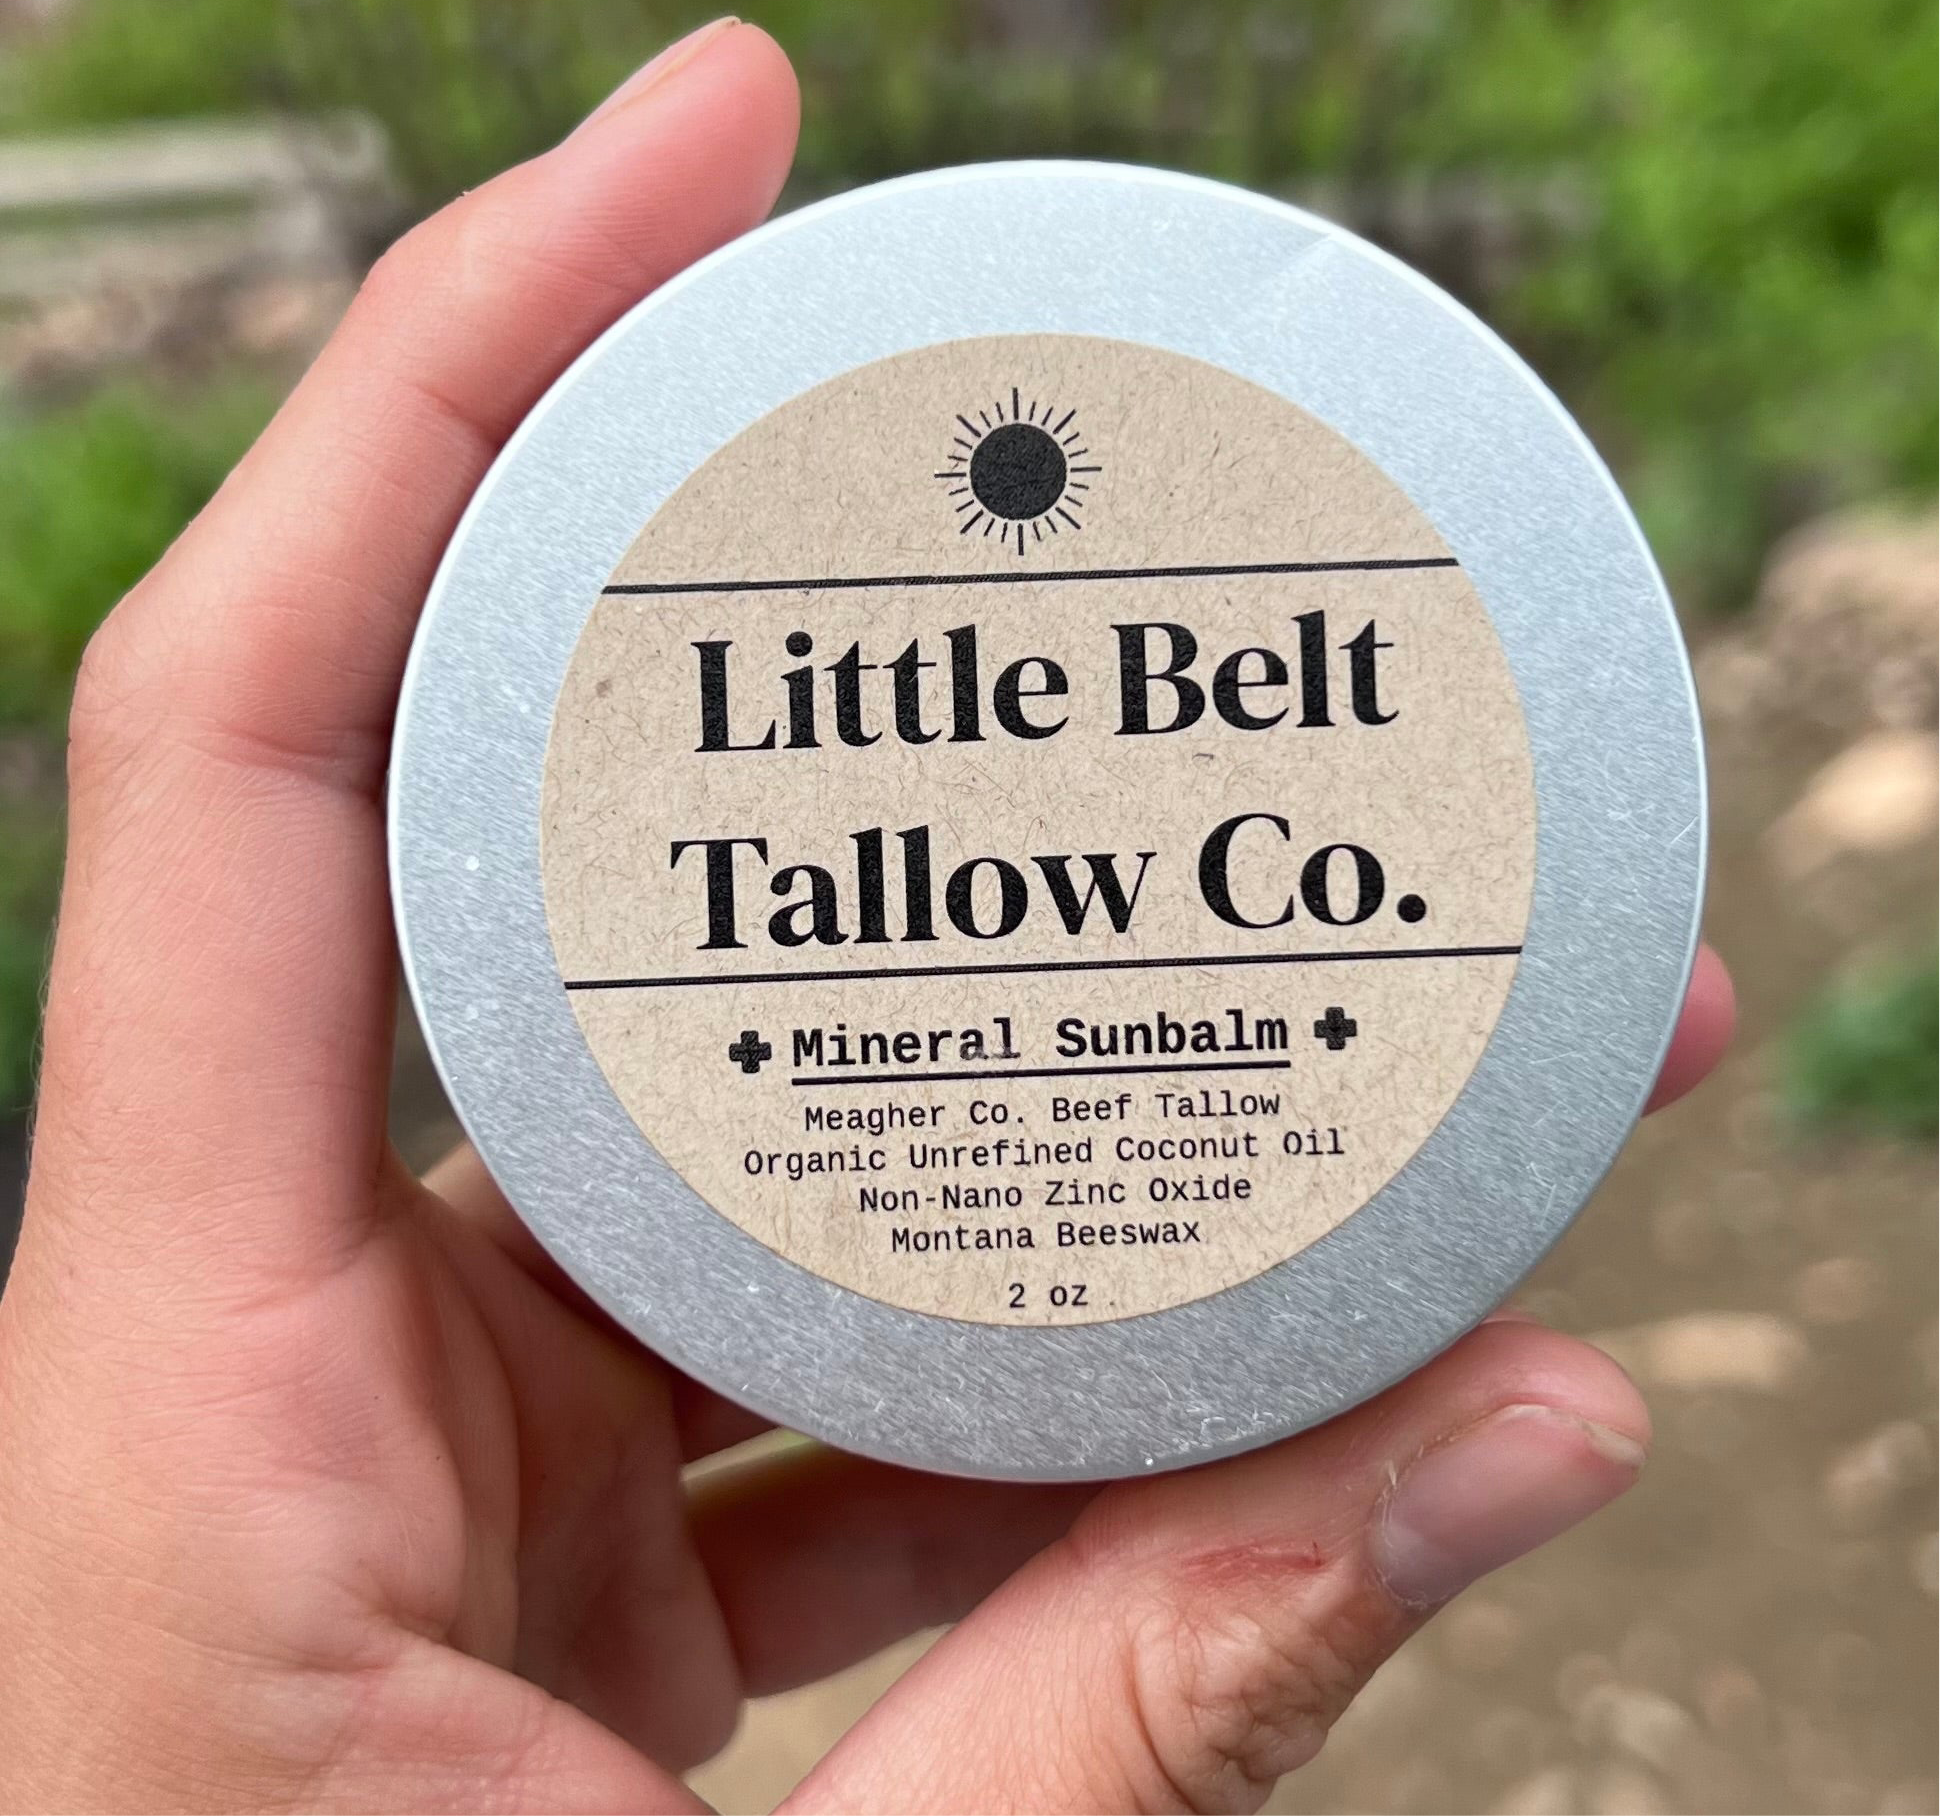 Little Belt
Tallow Co.
Mineral Sunbalm
Meagher Co. Beef Tallow
Organic Unrefined Coconut Oil
Non-Nano Zinc Oxide
Montana Beeswax
2 oz